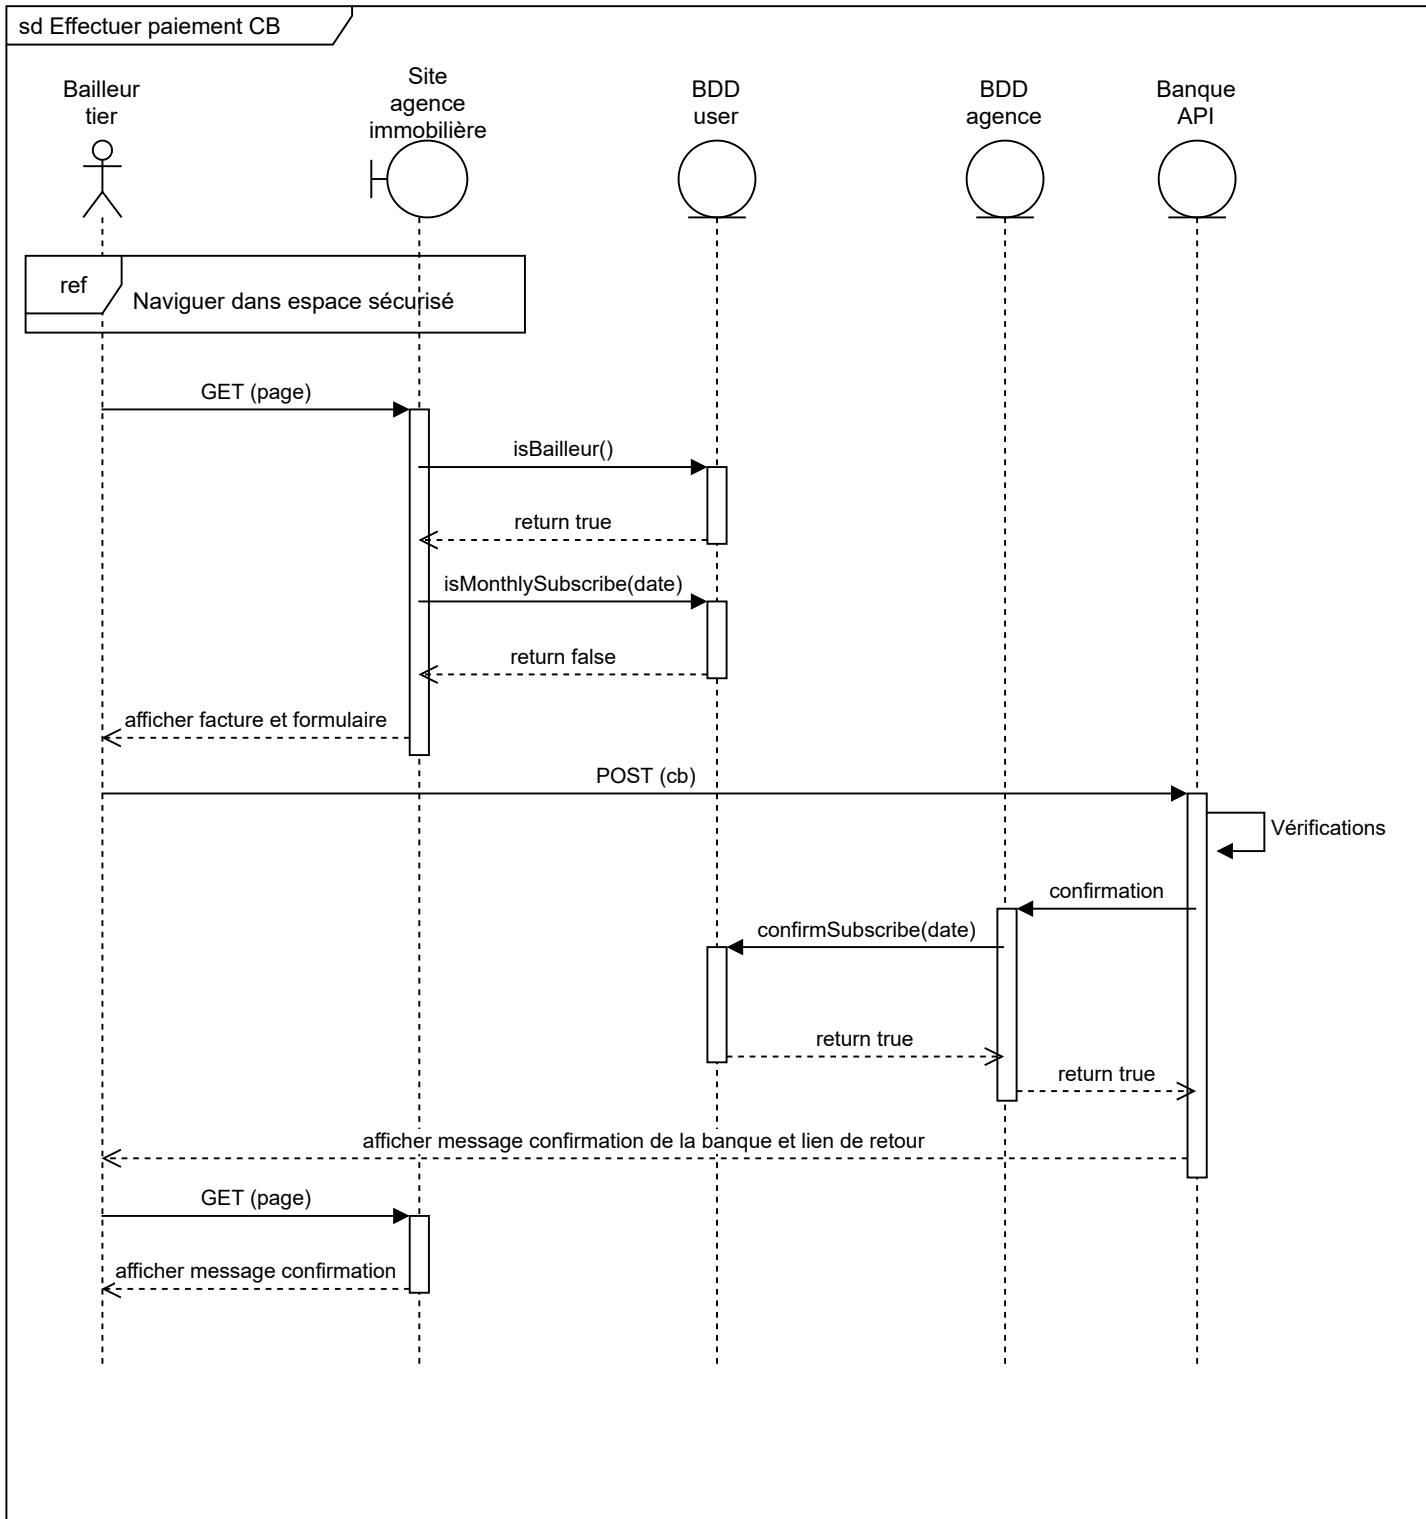 sd Effectuer paiement CB
Bailleur
tier
Site
agence
immobilière
BDD
user
BDD
agence
Banque
API
ref
Naviguer dans espace sécurisé
GET (page)
isBailleur()
return true
isMonthlySubscribe(date)
return false
afficher facture et formulaire
POST (cb)
Vérifications
confirmation
confirmSubscribe(date)
return true
return true
afficher message confirmation de la banque et lien de retour
GET (page)
afficher message confirmation